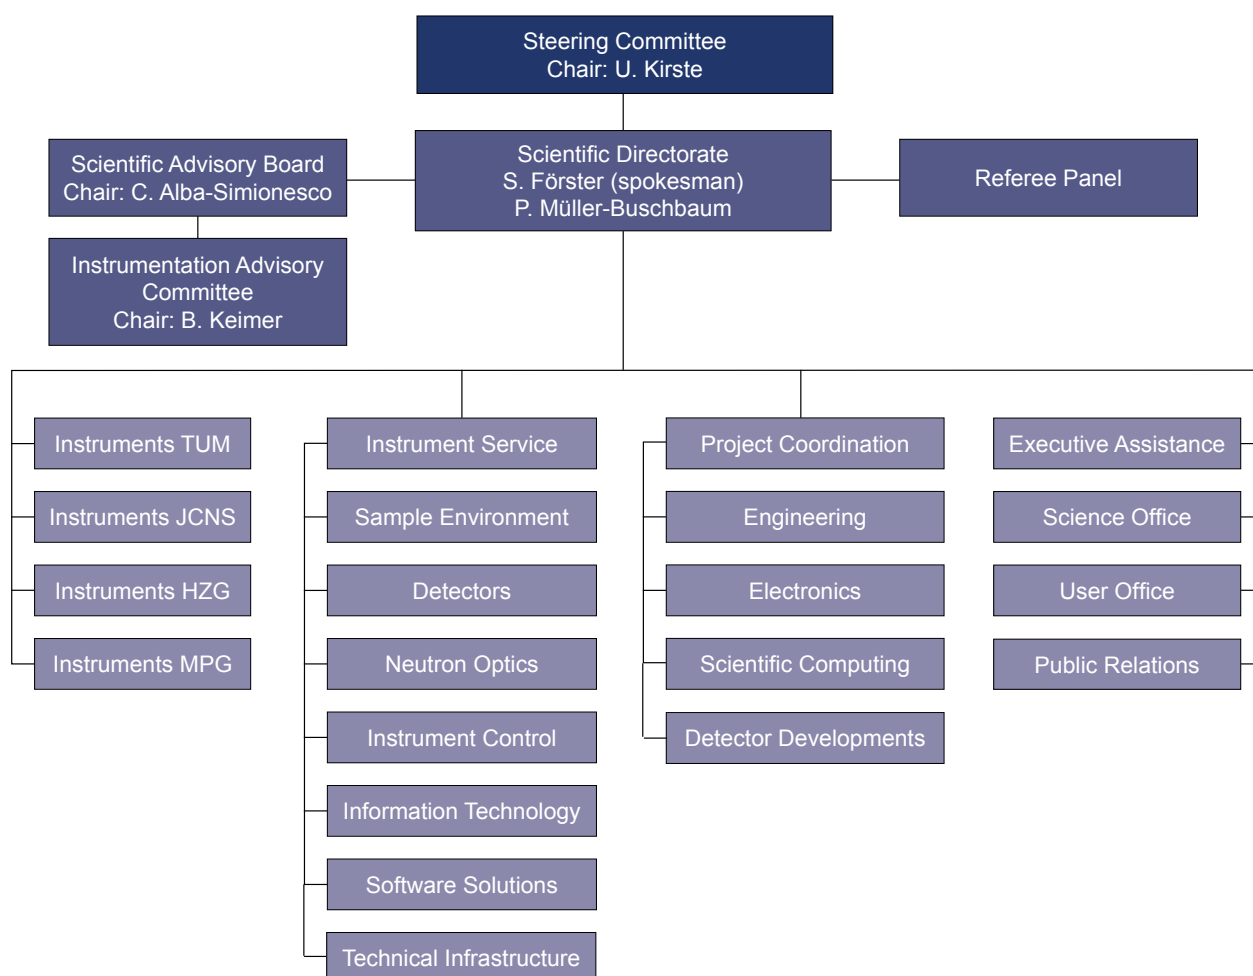 Steering Committee
Chair: U. Kirste
Scientific Advisory Board
Chair: C. Alba-Simionesco
Scientific Directorate
S. Förster (spokesman)
P. Müller-Buschbaum
Referee Panel
Instrumentation Advisory
Committee
Chair: B. Keimer
Instruments TUM
Instruments JCNS
Instruments HZG
Instruments MPG
Instrument Service
Sample Environment
Detectors
Neutron Optics
Instrument Control
Information Technology
Software Solutions
Technical Infrastructure
Project Coordination
Engineering
Electronics
Scientific Computing
Detector Developments
Executive Assistance
Science Office
User Office
Public Relations